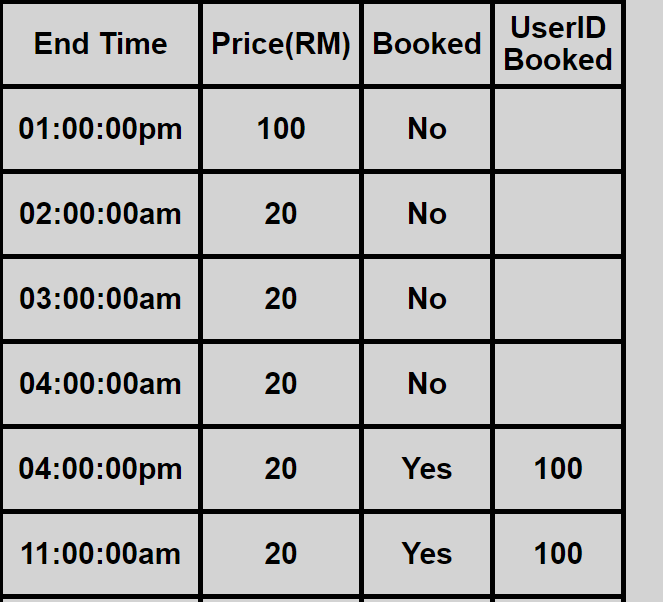 End Time Price(RM) Booked UserID Booked
01:00:00pm 100 No
02:00:00am 20 No
03:00:00am 20 No
04:00:00am 20 No
04:00:00pm 20 Yes 100
11:00:00am 20 Yes 100